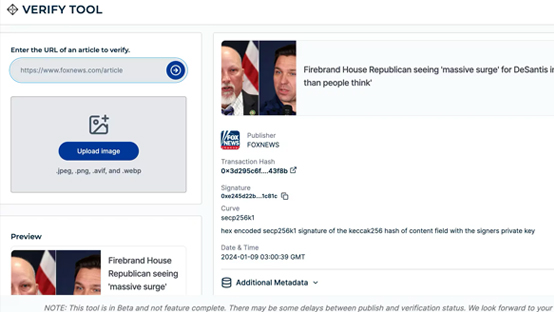 VERIFY TOOL
Enter the URL of an article to verify.
https://www.foxnews.com/article
Upload image
.jpeg, .png, .avif, and .webp
Preview
Firebrand House
Republican seeing
'massive surge'
Firebrand House Republican seeing 'massive surge' for DeSantis
than people think'
FOX
NEWS
Publisher
FOXNEWS
Transaction Hash
0x3d295c6f....43f8b
Signature
0xe245d22b...1c81c
Curve
secp256k1
hex encoded secp256k1 signature of the keccak256 hash of content field with the signers private key
Date & Time
2024-01-09 03:00:39 GMT
Additional Metadata
NOTE: This tool is in Beta and not feature complete. There may be some delays between publish and verification status. We look forward to your